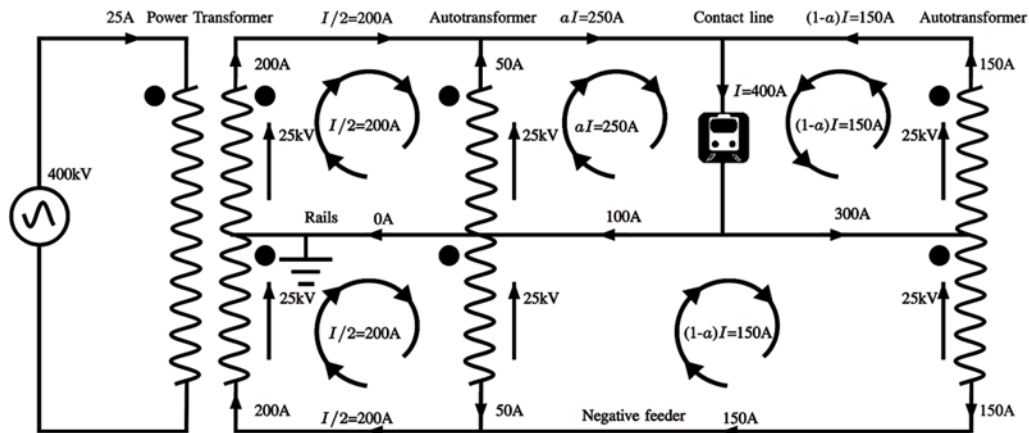 25A Power Transformer I/2=200A Autotransformer aI=250A Contact line (1-a)I=150A Autotransformer
200A 50A I=400A 150A
I/2=200A aI=250A (1-a)I=150A
25kV 25kV 25kV
400kV
Rails 0A 100A 300A
25kV 25kV 25kV
I/2=200A (1-a)I=150A
200A I/2=200A 50A Negative feeder 150A 150A